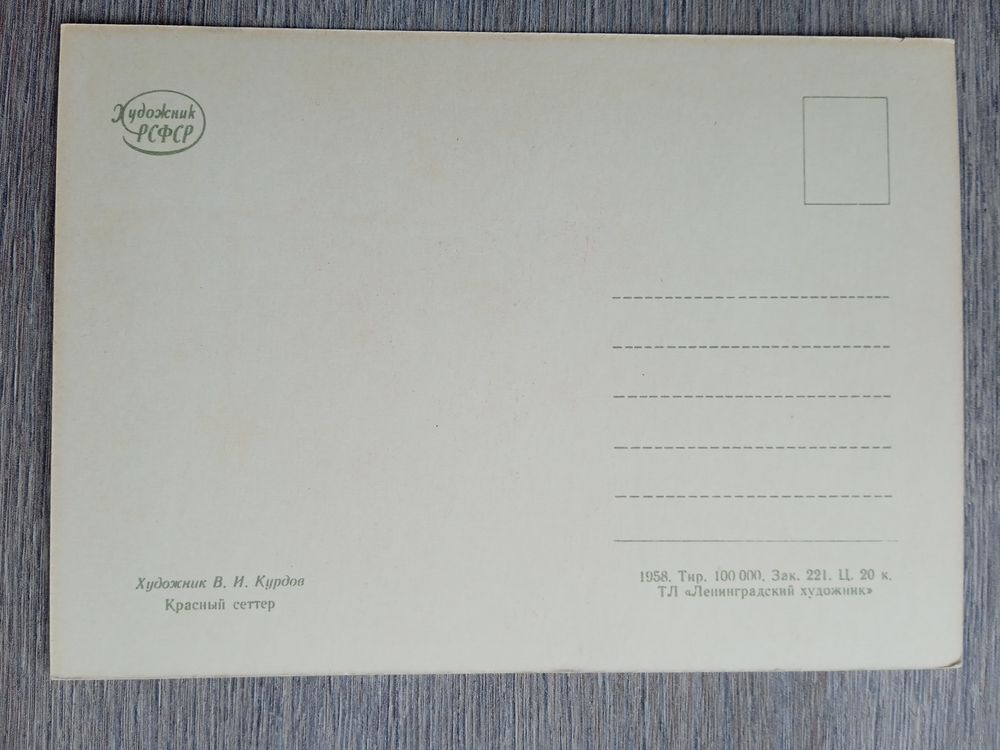 Художник
РСФСР
Художник В. И. Курдов
Красный сеттер
1958. Тир. 100 000. Зак. 221. Ц. 20 к.
ТЛ «Ленинградский художник»